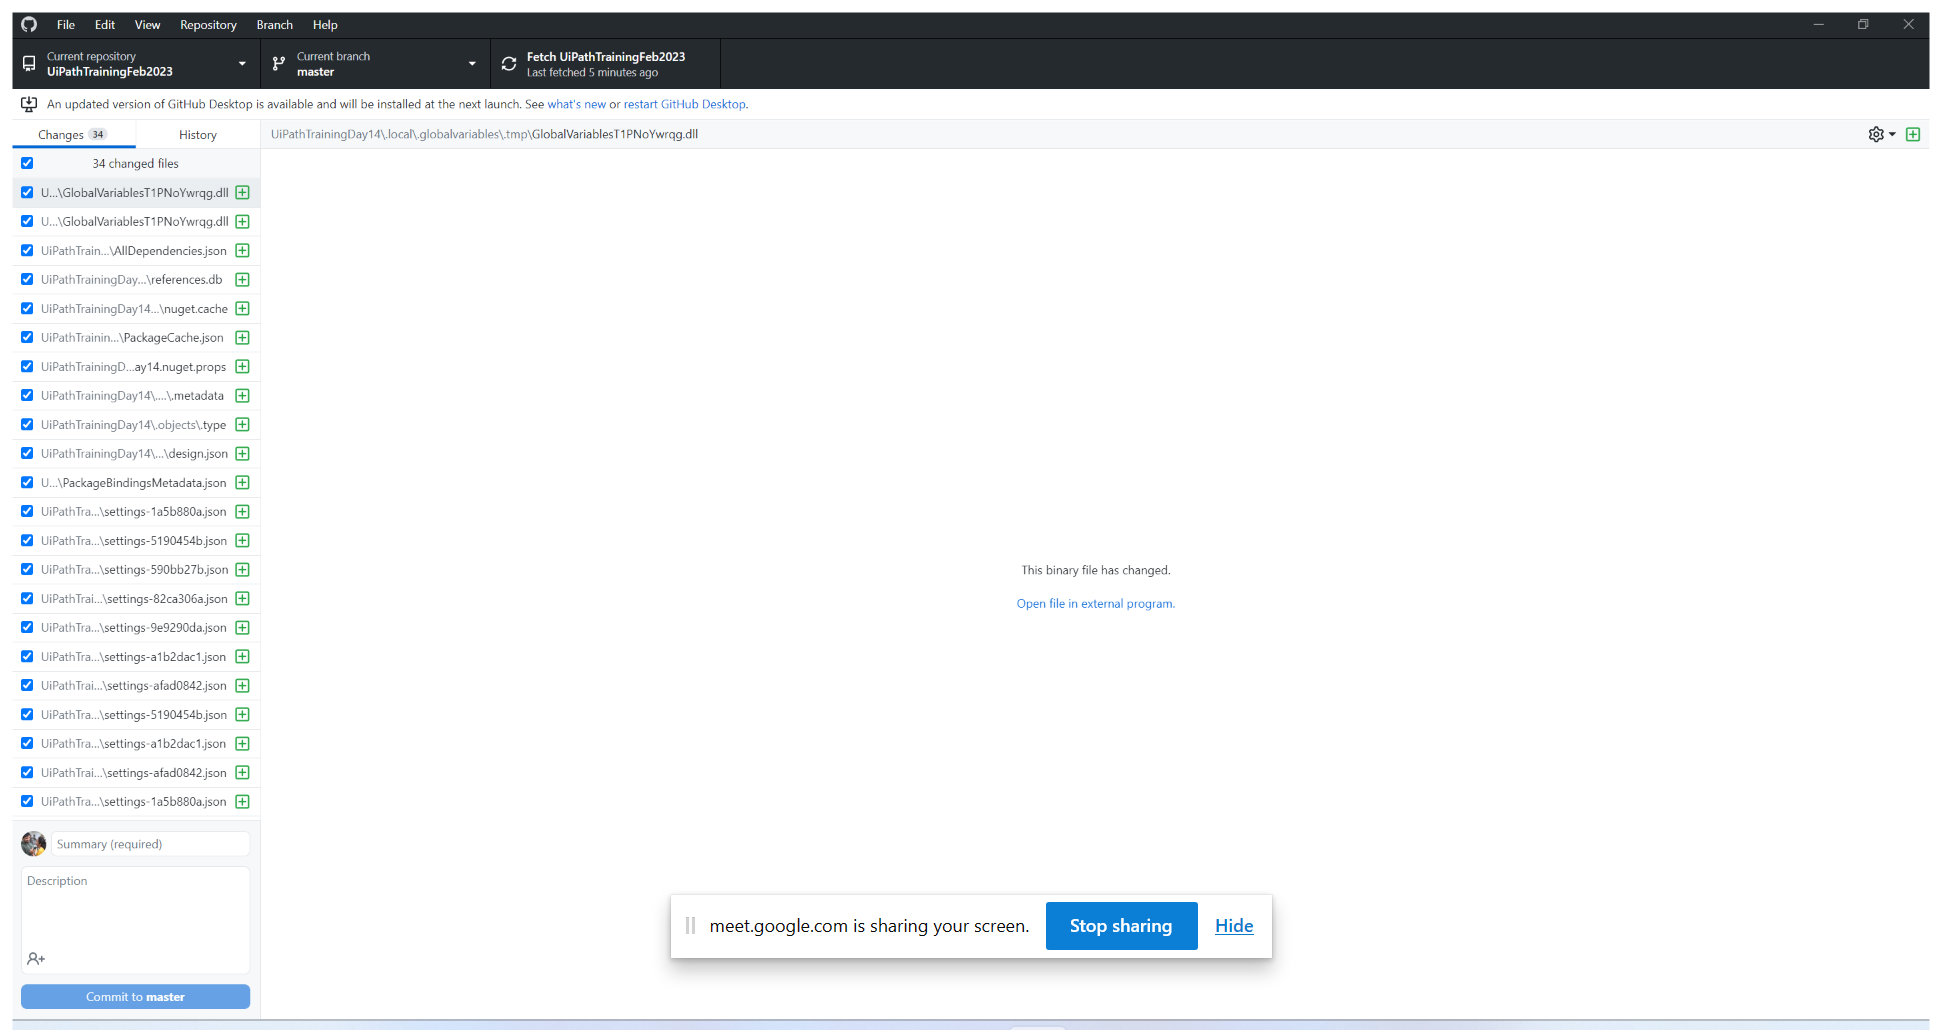 File Edit View Repository Branch Help
Current repository
UiPathTrainingFeb2023
Current branch
master
Fetch UiPathTrainingFeb2023
Last fetched 5 minutes ago
An updated version of GitHub Desktop is available and will be installed at the next launch. See what's new or restart GitHub Desktop.
Changes 34
History
UiPathTrainingDay14\.local\.globalvariables\.tmp\GlobalVariablesT1PNoYwrqg.dll
34 changed files
U...\GlobalVariablesT1PNoYwrqg.dll
U...\GlobalVariablesT1PNoYwrqg.dll
UiPathTrain...\AllDependencies.json
UiPathTrainingDay...\references.db
UiPathTrainingDay14...\nuget.cache
UiPathTrainin...\PackageCache.json
UiPathTrainingD...ay14.nuget.props
UiPathTrainingDay14\....\.metadata
UiPathTrainingDay14\.objects\.type
UiPathTrainingDay14\...\design.json
U...\PackageBindingsMetadata.json
UiPathTra...\settings-1a5b880a.json
UiPathTra...\settings-5190454b.json
UiPathTra...\settings-590bb27b.json
UiPathTrai...\settings-82ca306a.json
UiPathTra...\settings-9e9290da.json
UiPathTra...\settings-a1b2dac1.json
UiPathTrai...\settings-afad0842.json
UiPathTra...\settings-5190454b.json
UiPathTra...\settings-a1b2dac1.json
UiPathTrai...\settings-afad0842.json
UiPathTra...\settings-1a5b880a.json
This binary file has changed.
Open file in external program.
Summary (required)
Description
Commit to master
meet.google.com is sharing your screen.
Stop sharing
Hide